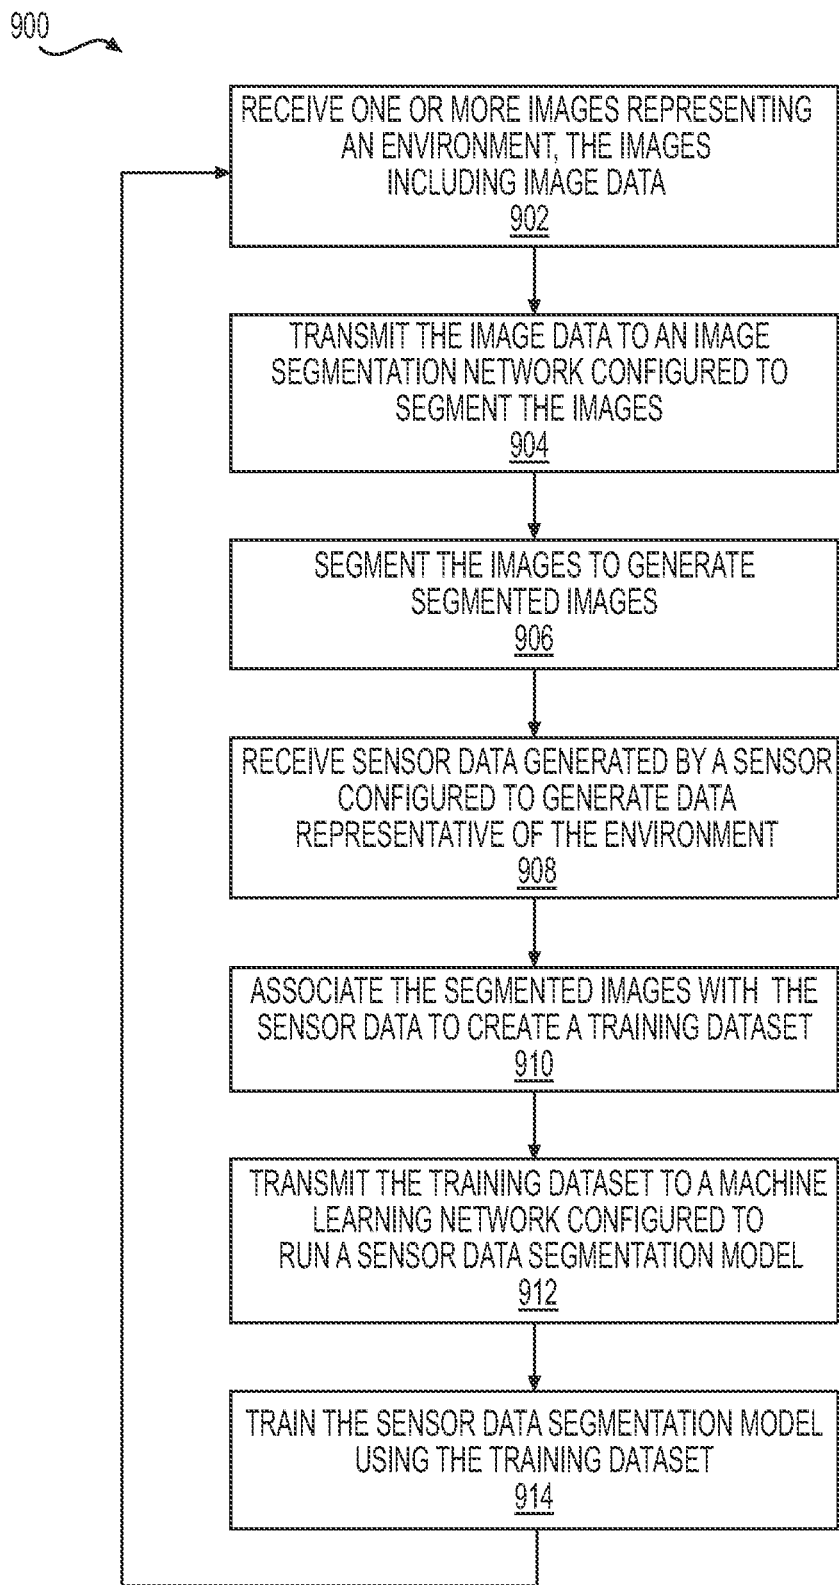 900
RECEIVE ONE OR MORE IMAGES REPRESENTING
AN ENVIRONMENT, THE IMAGES
INCLUDING IMAGE DATA
902
TRANSMIT THE IMAGE DATA TO AN IMAGE
SEGMENTATION NETWORK CONFIGURED TO
SEGMENT THE IMAGES
904
SEGMENT THE IMAGES TO GENERATE
SEGMENTED IMAGES
906
RECEIVE SENSOR DATA GENERATED BY A SENSOR
CONFIGURED TO GENERATE DATA
REPRESENTATIVE OF THE ENVIRONMENT
908
ASSOCIATE THE SEGMENTED IMAGES WITH THE
SENSOR DATA TO CREATE A TRAINING DATASET
910
TRANSMIT THE TRAINING DATASET TO A MACHINE
LEARNING NETWORK CONFIGURED TO
RUN A SENSOR DATA SEGMENTATION MODEL
912
TRAIN THE SENSOR DATA SEGMENTATION MODEL
USING THE TRAINING DATASET
914